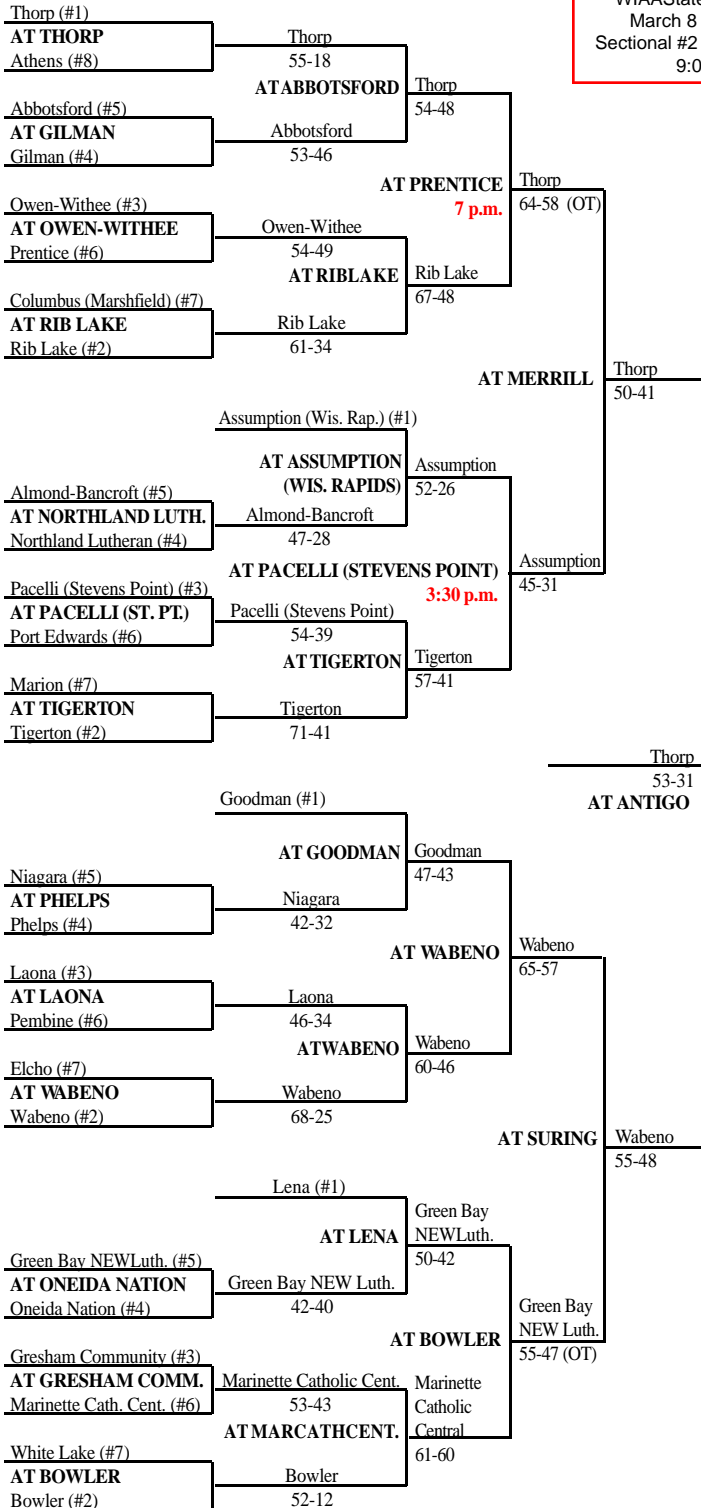 WIAAState
March 8
Sectional #2
9:0
Thorp (#1)
AT THORP
Athens (#8)
Thorp
55-18
AT ABBOTSFORD
Abbotsford (#5)
AT GILMAN
Gilman (#4)
Abbotsford
53-46
Thorp
54-48
AT PRENTICE
7 p.m.
Owen-Withee (#3)
AT OWEN-WITHEE
Prentice (#6)
Owen-Withee
54-49
AT RIB LAKE
Columbus (Marshfield) (#7)
AT RIB LAKE
Rib Lake (#2)
Rib Lake
61-34
Rib Lake
67-48
Thorp
64-58 (OT)
AT MERRILL
Thorp
50-41
Assumption (Wis. Rap.) (#1)
AT ASSUMPTION
(WIS. RAPIDS)
Almond-Bancroft (#5)
AT NORTHLAND LUTH.
Northland Lutheran (#4)
Almond-Bancroft
47-28
Assumption
52-26
AT PACELLI (STEVENS POINT)
3:30 p.m.
Pacelli (Stevens Point) (#3)
AT PACELLI (ST. PT.)
Port Edwards (#6)
Pacelli (Stevens Point)
54-39
AT TIGERTON
Marion (#7)
AT TIGERTON
Tigerton (#2)
Tigerton
71-41
Tigerton
57-41
Assumption
45-31
Thorp
53-31
AT ANTIGO
Goodman (#1)
AT GOODMAN
Niagara (#5)
AT PHELPS
Phelps (#4)
Niagara
42-32
Goodman
47-43
AT WABENO
Laona (#3)
AT LAONA
Pembine (#6)
Laona
46-34
ATWABENO
Elcho (#7)
AT WABENO
Wabeno (#2)
Wabeno
68-25
Wabeno
60-46
Wabeno
65-57
AT SURING
Wabeno
55-48
Lena (#1)
AT LENA
Green Bay NEWLuth. (#5)
AT ONEIDA NATION
Oneida Nation (#4)
Green Bay NEW Luth.
42-40
Green Bay
NEWLuth.
50-42
AT BOWLER
Gresham Community (#3)
AT GRESHAM COMM.
Marinette Cath. Cent. (#6)
Marinette Catholic Cent.
53-43
AT MARCATHCENT.
White Lake (#7)
AT BOWLER
Bowler (#2)
Bowler
52-12
Marinette
Catholic
Central
61-60
Green Bay
NEW Luth.
55-47 (OT)